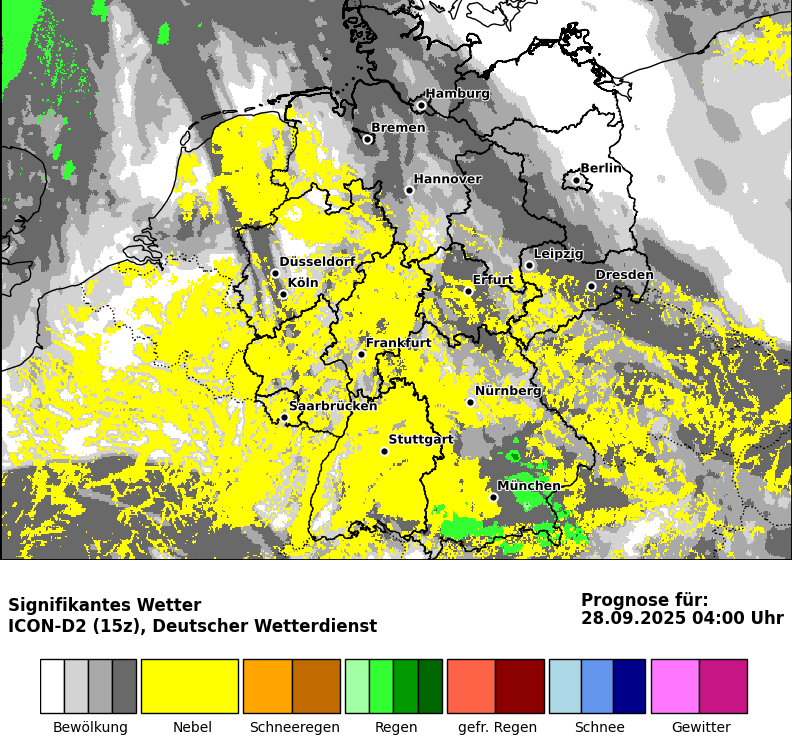 Hamburg
Bremen
Berlin
Hannover
Leipzig
Düsseldorf
Dresden
Köln
Erfurt
Frankfurt
Nürnberg
Saarbrücken
Stuttgart
München
Signifikantes Wetter
ICON-D2 (15z), Deutscher Wetterdienst
Prognose für:
28.09.2025 04:00 Uhr
Bewölkung Nebel Schneeregen Regen gefr. Regen Schnee Gewitter